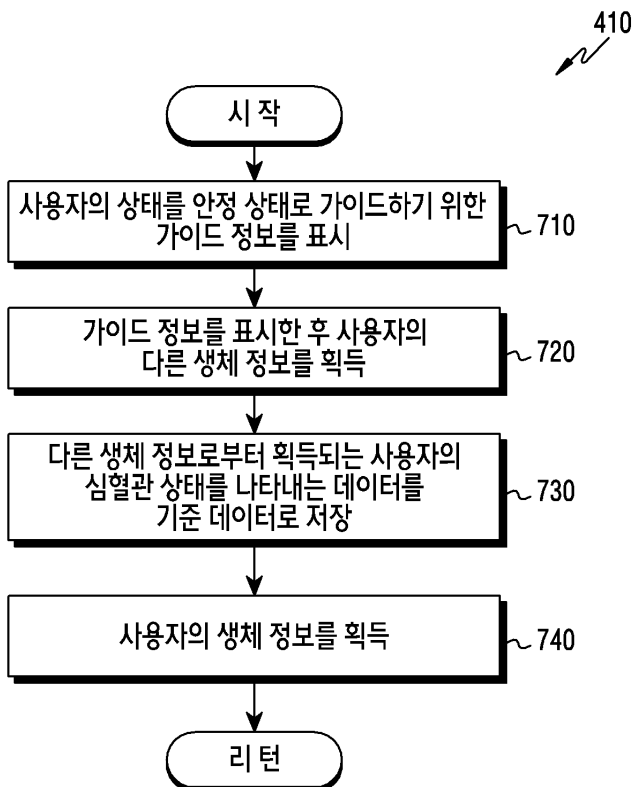 410
시 작
사용자의 상태를 안정 상태로 가이드하기 위한
가이드 정보를 표시
710
가이드 정보를 표시한 후 사용자의
다른 생체 정보를 획득
720
다른 생체 정보로부터 획득되는 사용자의
심혈관 상태를 나타내는 데이터를
기준 데이터로 저장
730
사용자의 생체 정보를 획득
740
리 턴